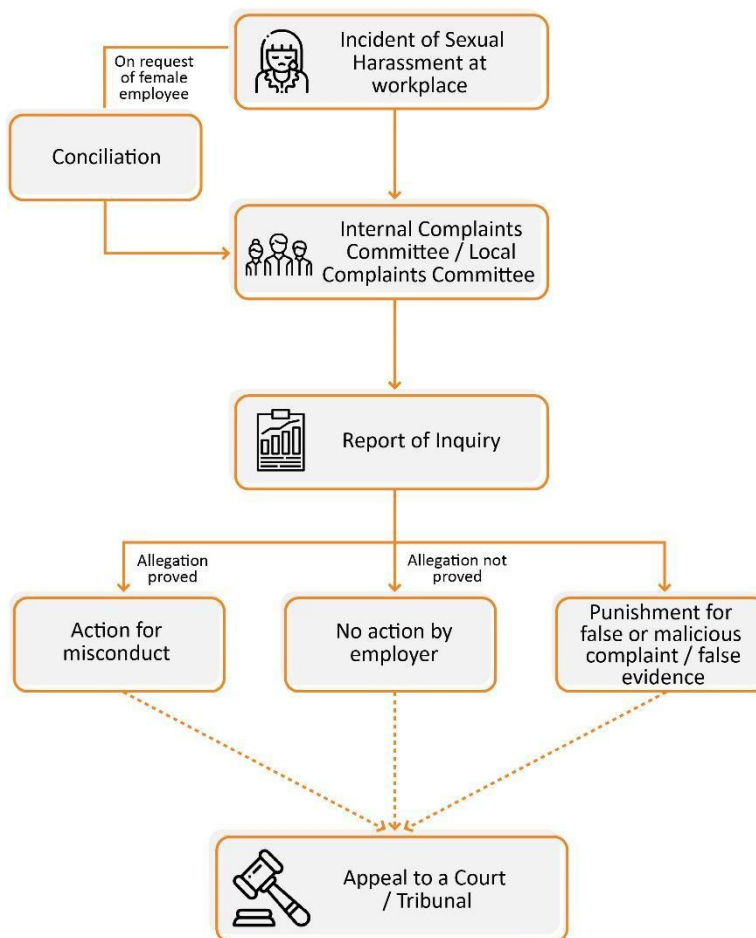 Incident of Sexual
Harassment at
workplace
On request
of female
employee
Conciliation
Internal Complaints
Committee / Local
Complaints Committee
Report of Inquiry
Allegation
proved
Allegation not
proved
Action for
misconduct
No action by
employer
Punishment for
false or malicious
complaint / false
evidence
Appeal to a Court
/ Tribunal